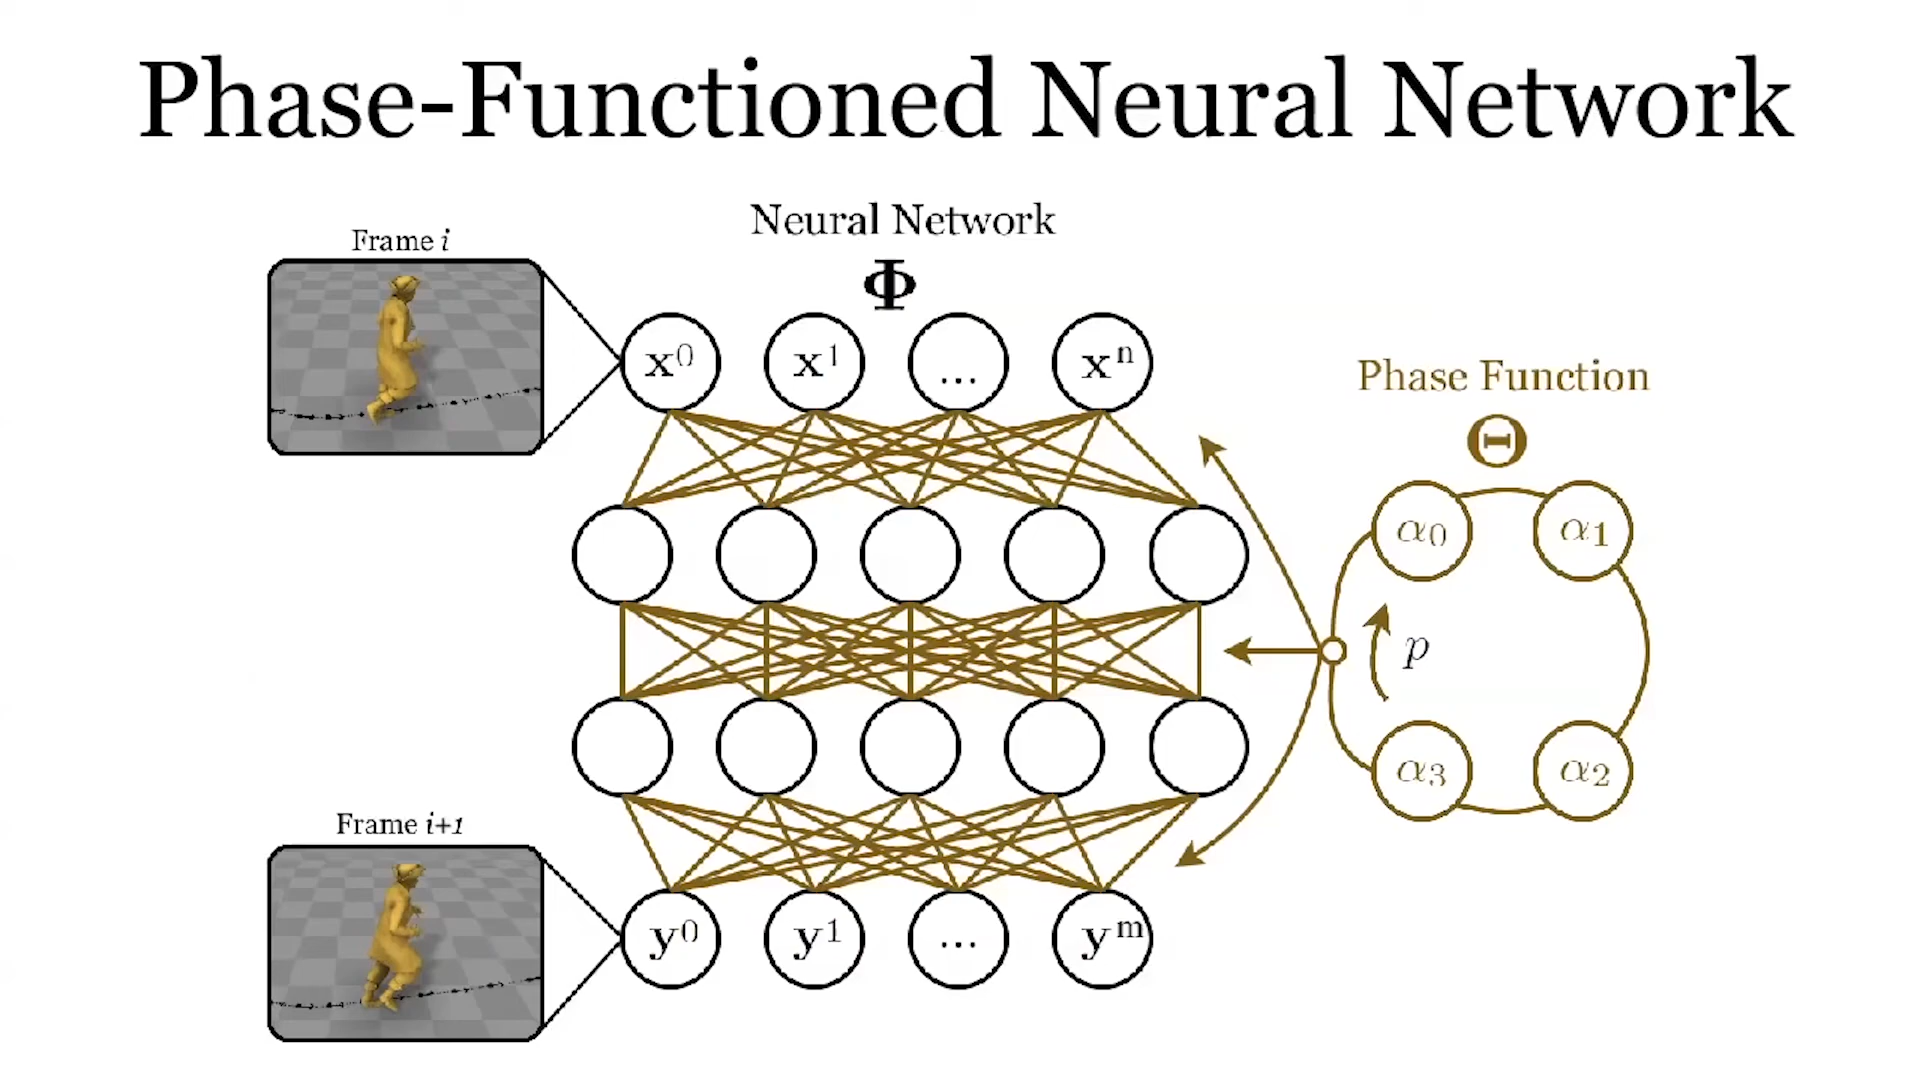 Phase-Functioned Neural Network
Neural Network
Φ
Frame i
x⁰ x¹ ... xⁿ
Phase Function
Θ
α₀ α₁
p
α₃ α₂
Frame i+1
y⁰ y¹ ... yᵐ